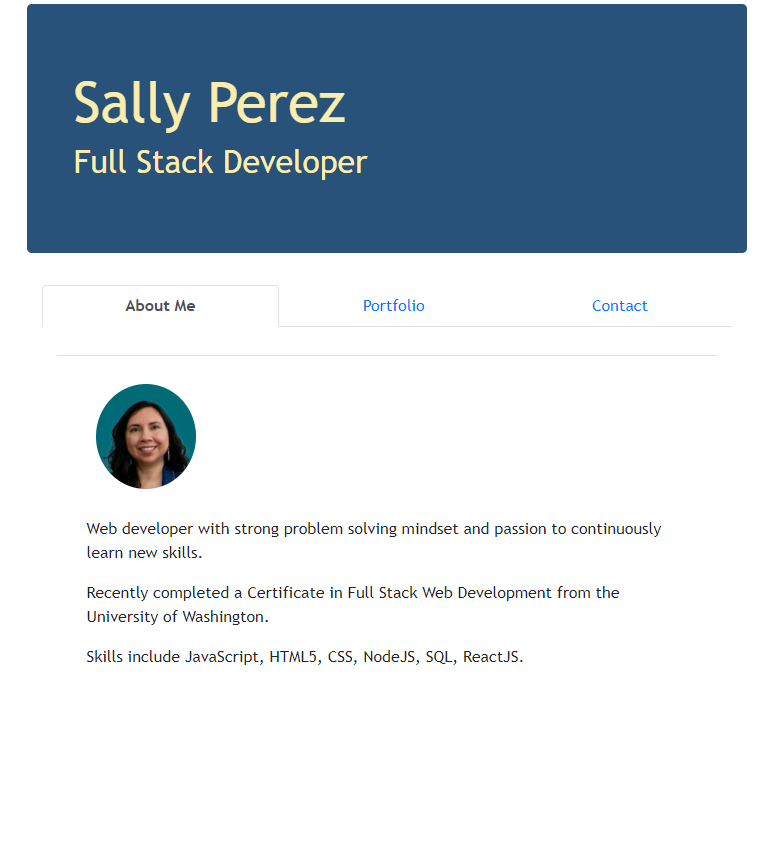 Sally Perez
Full Stack Developer
About Me
Portfolio
Contact
Web developer with strong problem solving mindset and passion to continuously
learn new skills.
Recently completed a Certificate in Full Stack Web Development from the
University of Washington.
Skills include JavaScript, HTML5, CSS, NodeJS, SQL, ReactJS.